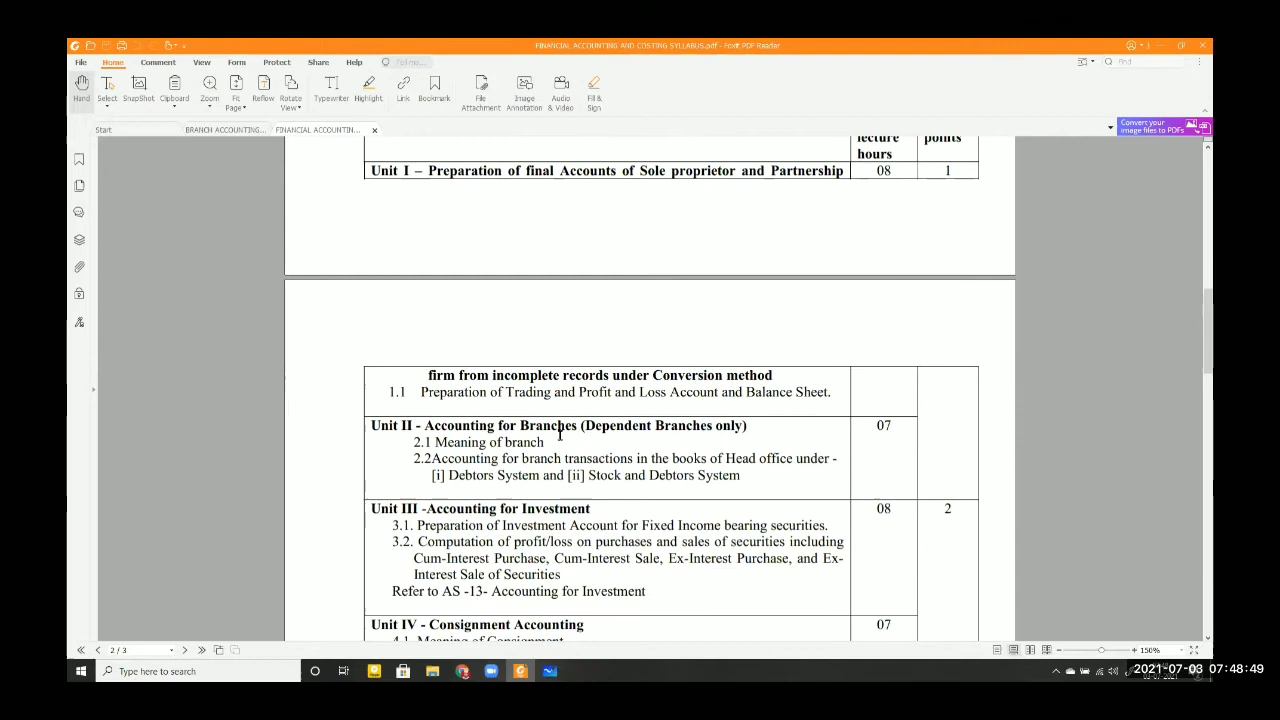 FINANCIAL ACCOUNTING AND COSTING SYLLABUS.pdf - Foxit PDF Reader
File Home Comment View Form Protect Share Help Tell me... Find
Hand Select SnapShot Clipboard Zoom Fit Page Reflow Rotate View Typewriter Highlight Link Bookmark File Attachment Image Annotation Audio & Video Fill & Sign
Start BRANCH ACCOUNTING... FINANCIAL ACCOUNTIN...
Convert your
image files to PDFs
lecture points
hours
Unit I – Preparation of final Accounts of Sole proprietor and Partnership 08 1
firm from incomplete records under Conversion method
1.1 Preparation of Trading and Profit and Loss Account and Balance Sheet.
Unit II - Accounting for Branches (Dependent Branches only) 07
2.1 Meaning of branch
2.2Accounting for branch transactions in the books of Head office under -
[i] Debtors System and [ii] Stock and Debtors System
Unit III -Accounting for Investment 08 2
3.1. Preparation of Investment Account for Fixed Income bearing securities.
3.2. Computation of profit/loss on purchases and sales of securities including
Cum-Interest Purchase, Cum-Interest Sale, Ex-Interest Purchase, and Ex-
Interest Sale of Securities
Refer to AS -13- Accounting for Investment
Unit IV - Consignment Accounting 07
4.1. Meaning of Consignment
2 / 3 150%
Type here to search
2021-07-03 07:48:49